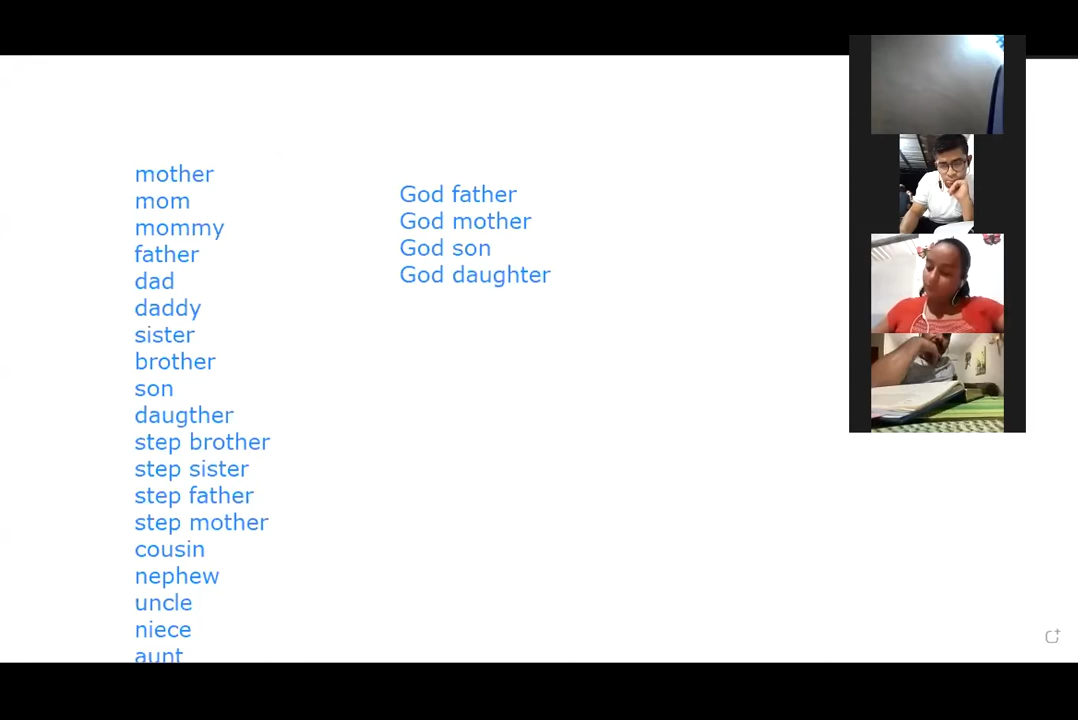 mother
mom
mommy
father
dad
daddy
sister
brother
son
daugther
step brother
step sister
step father
step mother
cousin
nephew
uncle
niece
aunt
God father
God mother
God son
God daughter